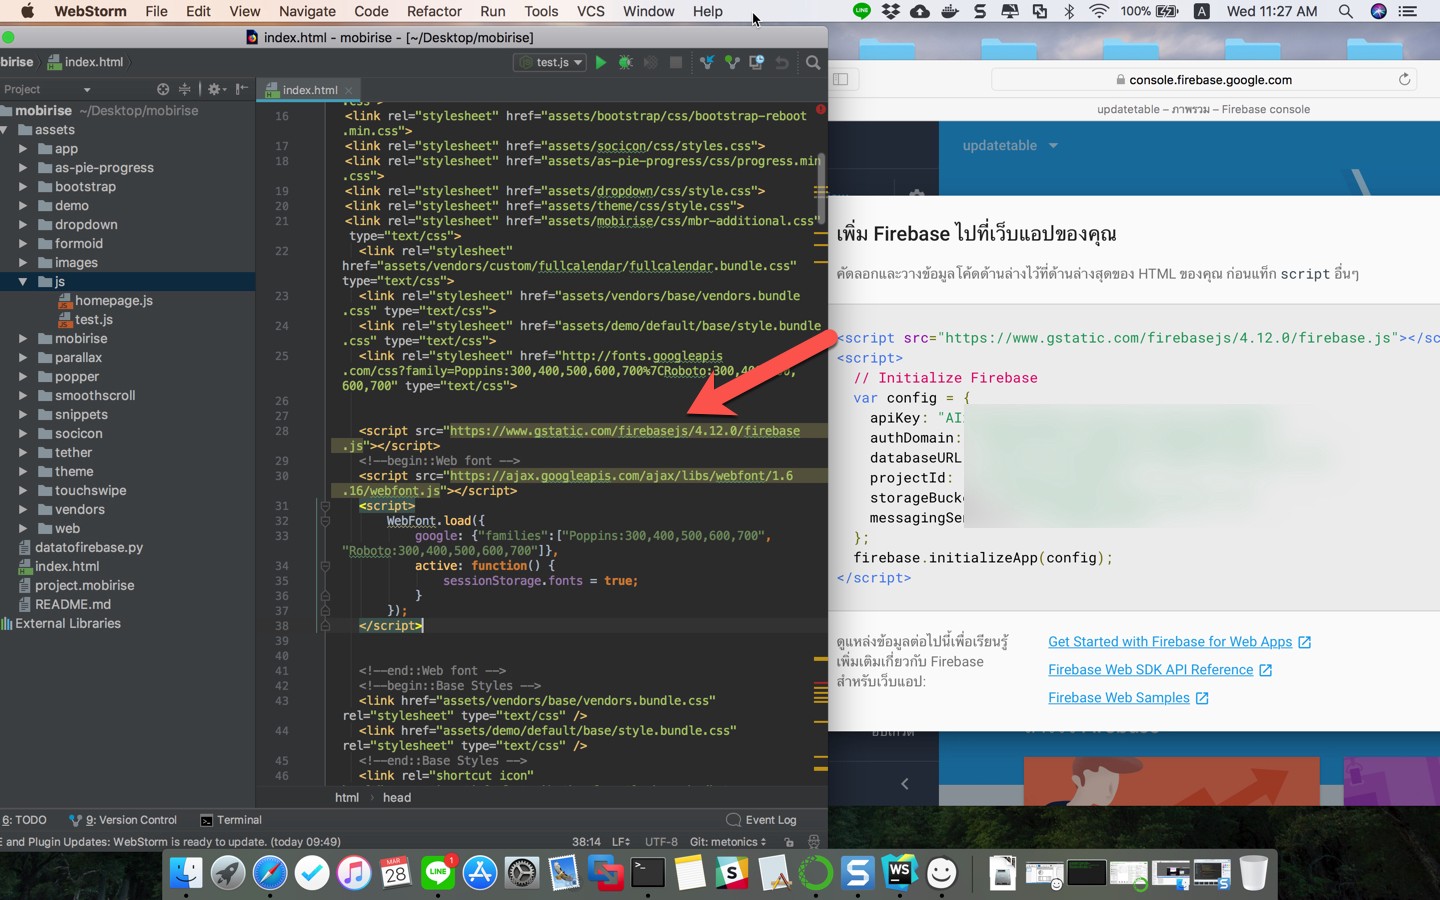 WebStorm File Edit View Navigate Code Refactor Run Tools VCS Window Help
100% A Wed 11:27 AM
index.html - mobirise - [~/Desktop/mobirise]
birise index.html
test.js
Project
index.html
mobirise ~/Desktop/mobirise
assets
app
as-pie-progress
bootstrap
demo
dropdown
formoid
images
js
homepage.js
test.js
mobirise
parallax
popper
smoothscroll
snippets
socicon
tether
theme
touchswipe
vendors
web
datatofirebase.py
index.html
project.mobirise
README.md
External Libraries
.css">
16 <link rel="stylesheet" href="assets/bootstrap/css/bootstrap-reboot
.min.css">
17 <link rel="stylesheet" href="assets/socicon/css/styles.css">
18 <link rel="stylesheet" href="assets/as-pie-progress/css/progress.min
.css">
19 <link rel="stylesheet" href="assets/dropdown/css/style.css">
20 <link rel="stylesheet" href="assets/theme/css/style.css">
21 <link rel="stylesheet" href="assets/mobirise/css/mbr-additional.css"
type="text/css">
22 <link rel="stylesheet"
href="assets/vendors/custom/fullcalendar/fullcalendar.bundle.css"
type="text/css">
23 <link rel="stylesheet" href="assets/vendors/base/vendors.bundle
.css" type="text/css">
24 <link rel="stylesheet" href="assets/demo/default/base/style.bundle
.css" type="text/css">
25 <link rel="stylesheet" href="http://fonts.googleapis
.com/css?family=Poppins:300,400,500,600,700%7CRoboto:300,40
600,700" type="text/css">
26
27
28 <script src="https://www.gstatic.com/firebasejs/4.12.0/firebase
.js"></script>
29 <!--begin::Web font -->
30 <script src="https://ajax.googleapis.com/ajax/libs/webfont/1.6
.16/webfont.js"></script>
31 <script>
32 WebFont.load({
33 google: {"families":["Poppins:300,400,500,600,700",
"Roboto:300,400,500,600,700"]},
34 active: function() {
35 sessionStorage.fonts = true;
36 }
37 });
38 </script>
39
40
41 <!--end::Web font -->
42 <!--begin::Base Styles -->
43 <link href="assets/vendors/base/vendors.bundle.css"
rel="stylesheet" type="text/css" />
44 <link href="assets/demo/default/base/style.bundle.css"
rel="stylesheet" type="text/css" />
45 <!--end::Base Styles -->
46 <link rel="shortcut icon"
html › head
6: TODO 9: Version Control Terminal Event Log
E and Plugin Updates: WebStorm is ready to update. (today 09:49) 38:14 LF UTF-8 Git: metonics
console.firebase.google.com
updatetable – ภาพรวม – Firebase console
updatetable
เพิ่ม Firebase ไปที่เว็บแอปของคุณ
คัดลอกและวางข้อมูลโค้ดด้านล่างไว้ที่ด้านล่างสุดของ HTML ของคุณ ก่อนแท็ก script อื่นๆ
<script src="https://www.gstatic.com/firebasejs/4.12.0/firebase.js"></sc
<script>
// Initialize Firebase
var config = {
apiKey: "AI
authDomain:
databaseURL
projectId:
storageBuck
messagingSe
};
firebase.initializeApp(config);
</script>
ดูแหล่งข้อมูลต่อไปนี้เพื่อเรียนรู้
เพิ่มเติมเกี่ยวกับ Firebase
สำหรับเว็บแอป:
Get Started with Firebase for Web Apps
Firebase Web SDK API Reference
Firebase Web Samples
MAR
28
LINE
1
WS